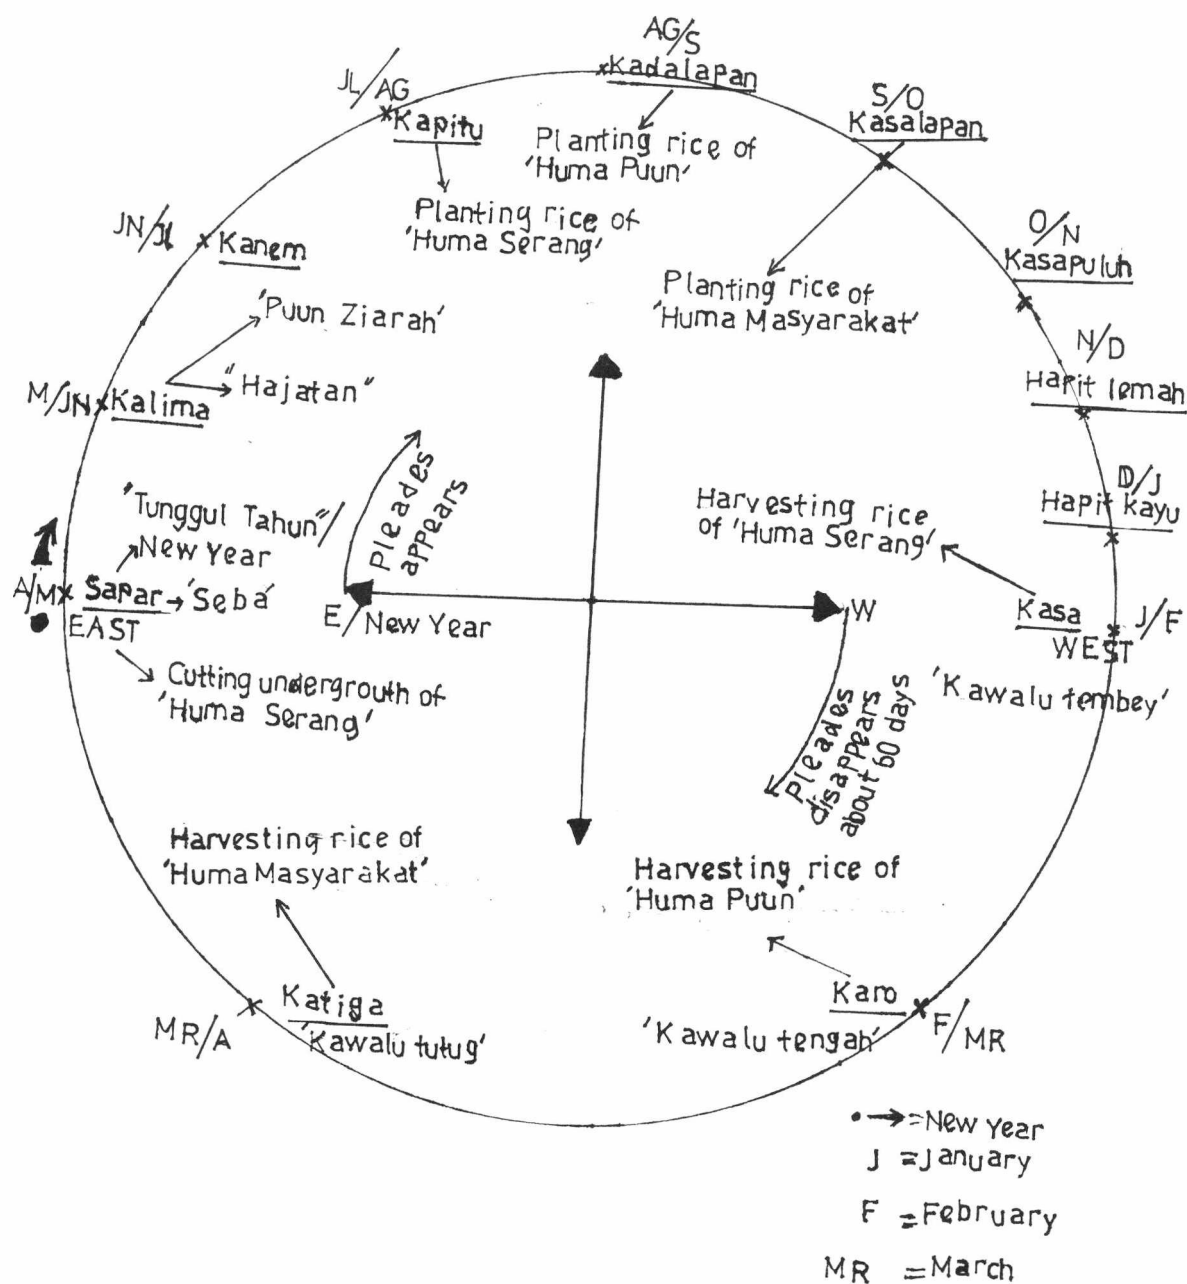 AG/S
Kadalapan
JL/AG
Kapitu
S/O
Kasalapan
Planting rice of
'Huma Puun'
Planting rice of
'Huma Serang'
JN/JL
Kanem
O/N
Kasapuluh
Planting rice of
'Huma Masyarakat'
'Puun Ziarah'
"Hajatan"
M/JN
Kalima
N/D
Hapit lemah
D/J
Hapit kayu
"Tunggul Tahun"/
New Year
Pleades
appears
Harvesting rice
of 'Huma Serang'
A/M
Sapar
'Seba'
EAST
E/New Year
W
Kasa
J/F
WEST
'Kawalu tembey'
Cutting undergrouth of
'Huma Serang'
Pleades
disappears
about 60 days
Harvesting rice of
'Huma Masyarakat'
Harvesting rice of
'Huma Puun'
Katiga
'Kawalu tutug'
MR/A
Karo
'Kawalu tengah'
F/MR
=New Year
J =January
F =February
MR =March